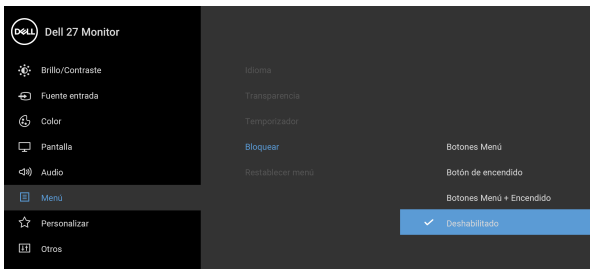 DELL
Dell 27 Monitor
Brillo/Contraste
Fuente entrada
Color
Pantalla
Audio
Menú
Personalizar
Otros
Idioma
Transparencia
Temporizador
Bloquear
Restablecer menú
Botones Menú
Botón de encendido
Botones Menú + Encendido
Deshabilitado